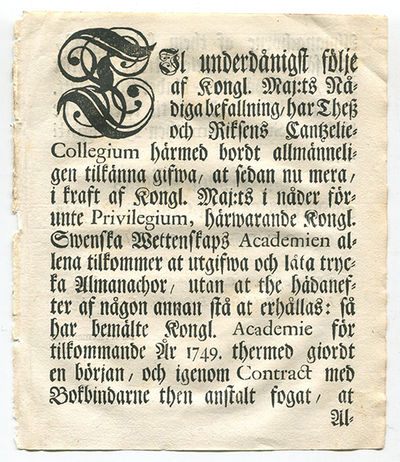 Til underdånigst följe
af Kongl. Maj:ts Nå-
diga befallning/ har Theß
och Riksens Cantzelie-
Collegium härmed bordt allmänneli-
gen tilkänna gifwa/ at sedan nu mera/
i kraft af Kongl. Maj:ts i nåder för-
unte Privilegium, härwarande Kongl.
Swenska Wettenskaps Academien al-
lena tilkommer at utgifwa och låta tryc-
ka Almanachor/ utan at the hädanef-
ter af någon annan stå at erhållas: så
har bemälte Kongl. Academie för
tilkommande År 1749. thermed giordt
en början, och igenom Contract med
Bokbindarne then anstalt fogat, at
Al-